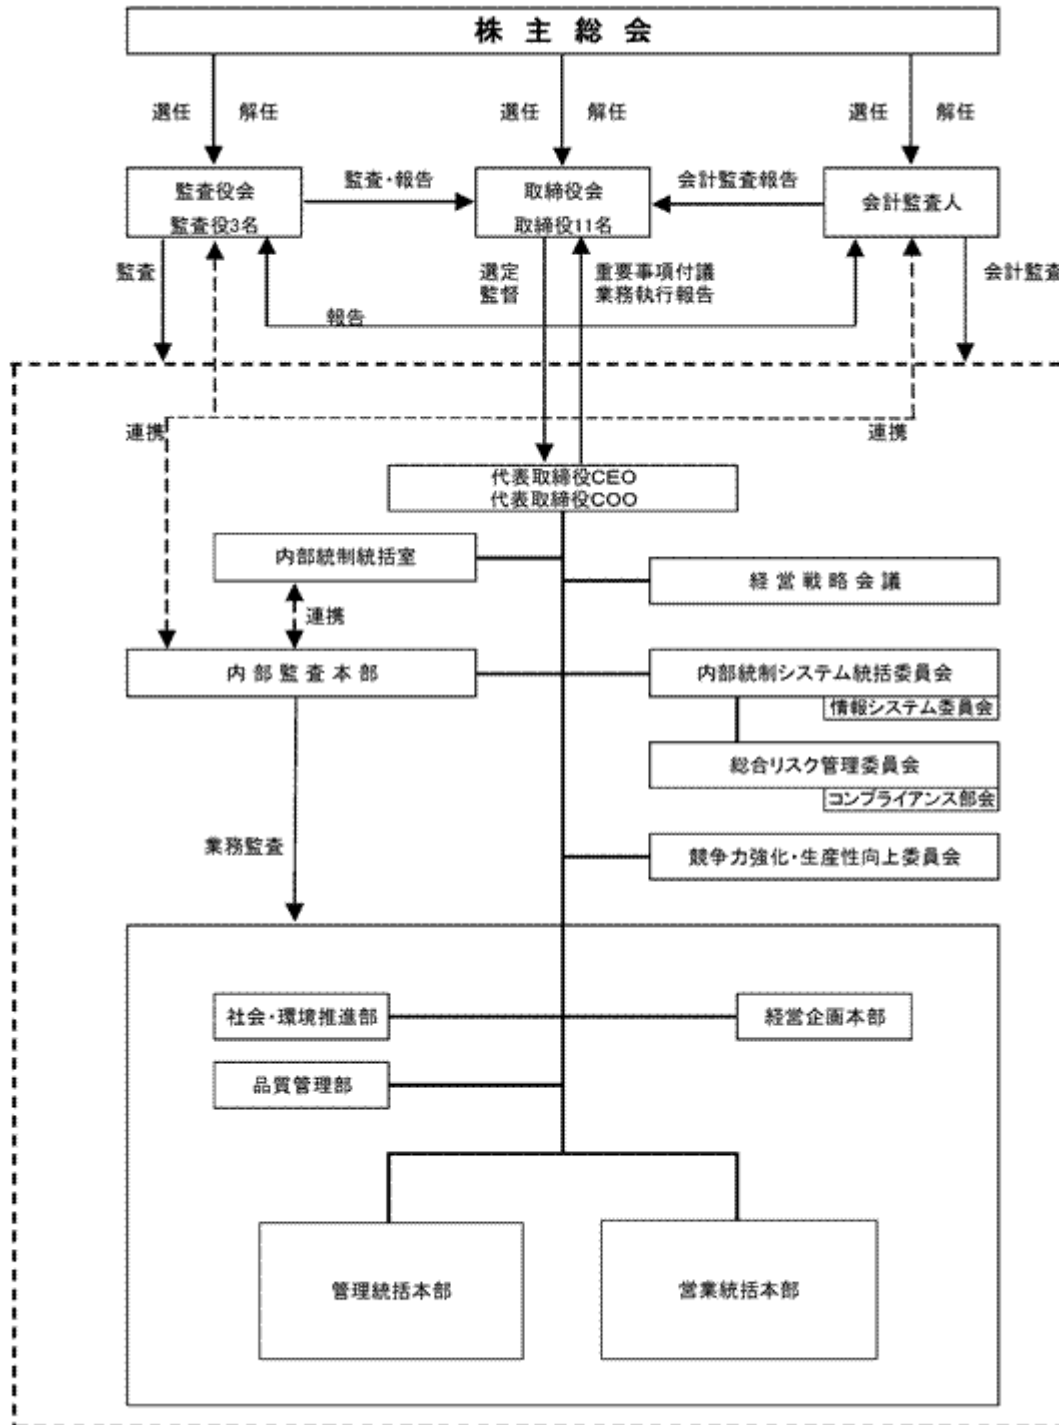 株主総会
選任 解任 選任 解任 選任 解任
監査役会
監査役3名
監査・報告
取締役会
取締役11名
会計監査報告
会計監査人
監査
選定
監督
重要事項付議
業務執行報告
会計監査
報告
連携
連携
代表取締役CEO
代表取締役COO
内部統制統括室
経営戦略会議
連携
内部監査本部
内部統制システム統括委員会
情報システム委員会
総合リスク管理委員会
コンプライアンス部会
業務監査
競争力強化・生産性向上委員会
社会・環境推進部
経営企画本部
品質管理部
管理統括本部
営業統括本部